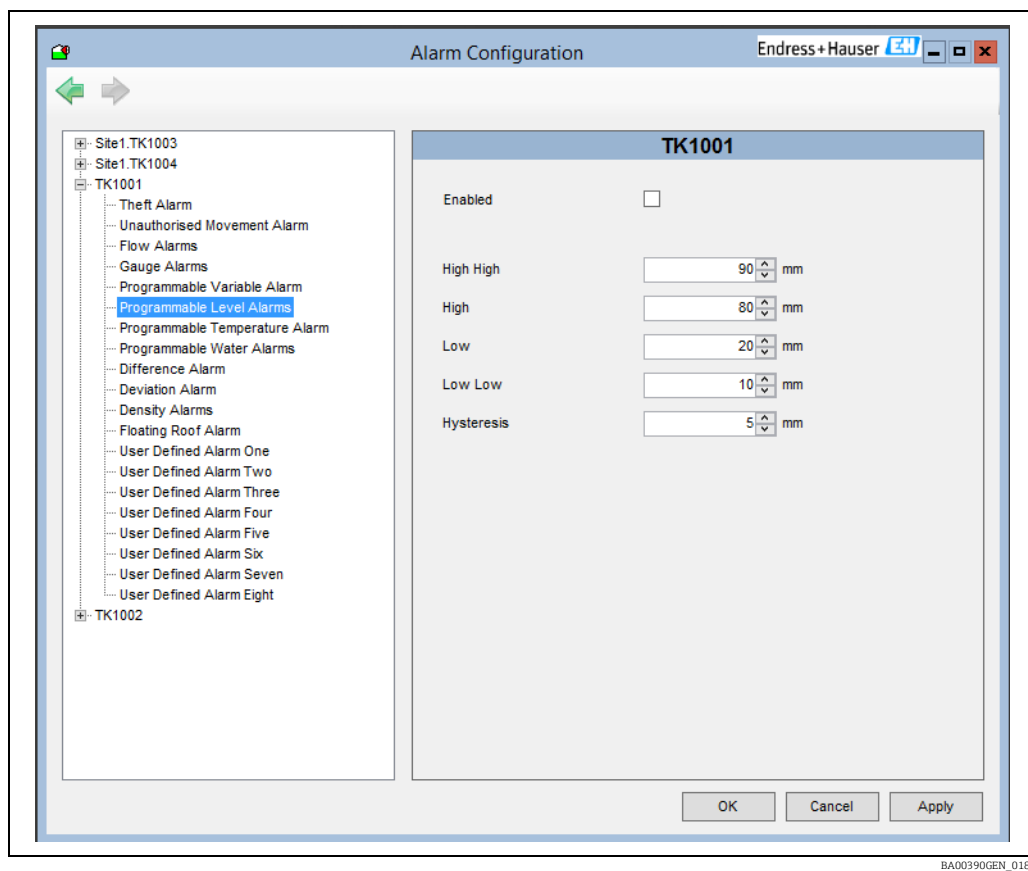 Alarm Configuration
Endress+Hauser EH
Site1.TK1003
Site1.TK1004
TK1001
Theft Alarm
Unauthorised Movement Alarm
Flow Alarms
Gauge Alarms
Programmable Variable Alarm
Programmable Level Alarms
Programmable Temperature Alarm
Programmable Water Alarms
Difference Alarm
Deviation Alarm
Density Alarms
Floating Roof Alarm
User Defined Alarm One
User Defined Alarm Two
User Defined Alarm Three
User Defined Alarm Four
User Defined Alarm Five
User Defined Alarm Six
User Defined Alarm Seven
User Defined Alarm Eight
TK1002
TK1001
Enabled
High High 90 mm
High 80 mm
Low 20 mm
Low Low 10 mm
Hysteresis 5 mm
OK Cancel Apply
BA00390GEN_018